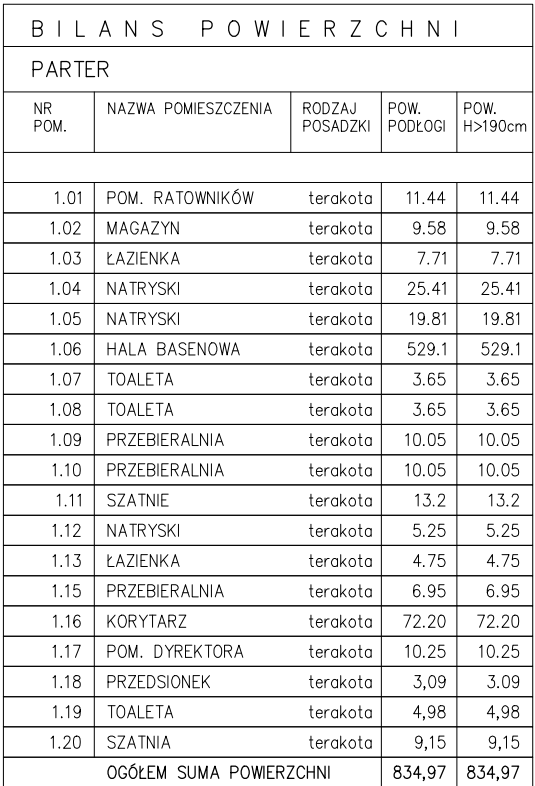 BILANS POWIERZCHNI
PARTER
NR POM. NAZWA POMIESZCZENIA RODZAJ POSADZKI POW. PODŁOGI POW. H>190cm
1.01 POM. RATOWNIKÓW terakota 11.44 11.44
1.02 MAGAZYN terakota 9.58 9.58
1.03 ŁAZIENKA terakota 7.71 7.71
1.04 NATRYSKI terakota 25.41 25.41
1.05 NATRYSKI terakota 19.81 19.81
1.06 HALA BASENOWA terakota 529.1 529.1
1.07 TOALETA terakota 3.65 3.65
1.08 TOALETA terakota 3.65 3.65
1.09 PRZEBIERALNIA terakota 10.05 10.05
1.10 PRZEBIERALNIA terakota 10.05 10.05
1.11 SZATNIE terakota 13.2 13.2
1.12 NATRYSKI terakota 5.25 5.25
1.13 ŁAZIENKA terakota 4.75 4.75
1.15 PRZEBIERALNIA terakota 6.95 6.95
1.16 KORYTARZ terakota 72.20 72.20
1.17 POM. DYREKTORA terakota 10.25 10.25
1.18 PRZEDSIONEK terakota 3,09 3.09
1.19 TOALETA terakota 4,98 4,98
1.20 SZATNIA terakota 9,15 9,15
OGÓŁEM SUMA POWIERZCHNI 834,97 834,97